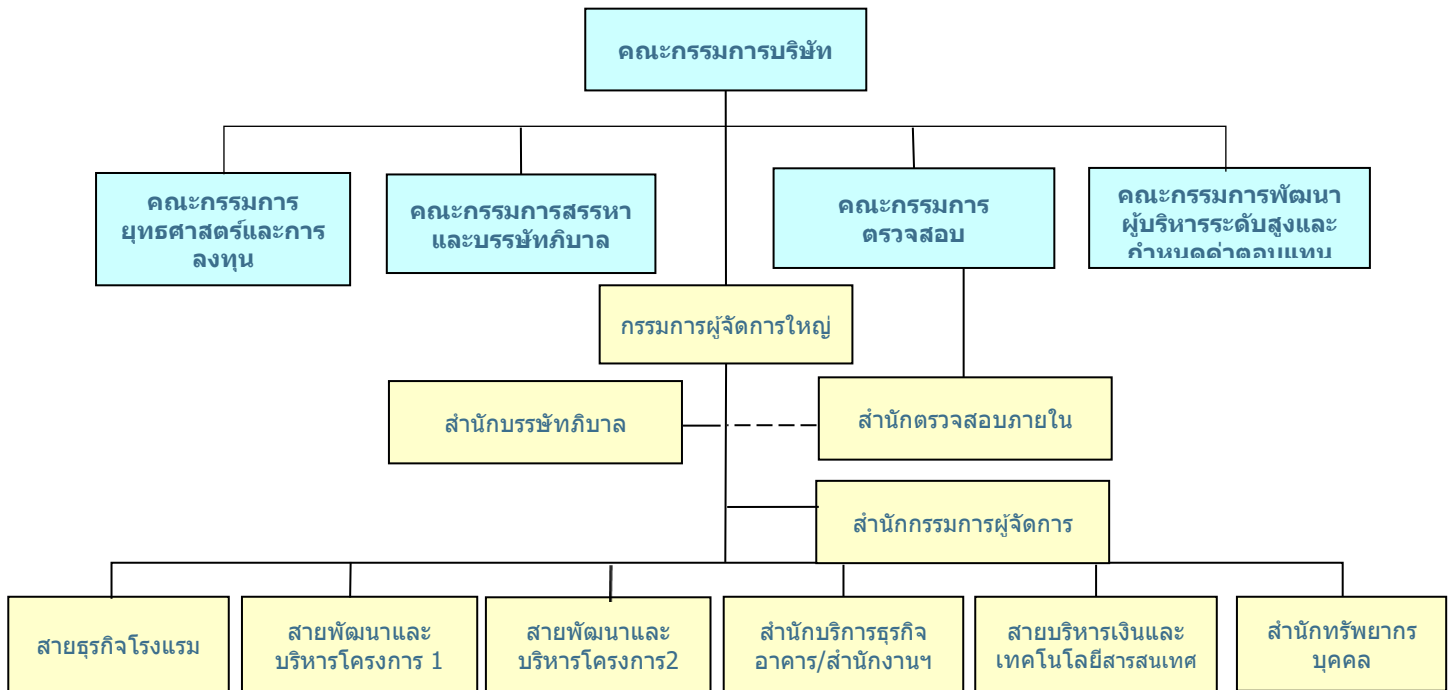 คณะกรรมการบริษัท
คณะกรรมการ
ยุทธศาสตร์และการ
ลงทุน
คณะกรรมการสรรหา
และบรรษัทภิบาล
คณะกรรมการ
ตรวจสอบ
คณะกรรมการพัฒนา
ผู้บริหารระดับสูงและ
กำหนดค่าตอบแทน
กรรมการผู้จัดการใหญ่
สำนักบรรษัทภิบาล
สำนักตรวจสอบภายใน
สำนักกรรมการผู้จัดการ
สายธุรกิจโรงแรม
สายพัฒนาและ
บริหารโครงการ 1
สายพัฒนาและ
บริหารโครงการ2
สำนักบริการธุรกิจ
อาคาร/สำนักงานฯ
สายบริหารเงินและ
เทคโนโลยีสารสนเทศ
สำนักทรัพยากร
บุคคล